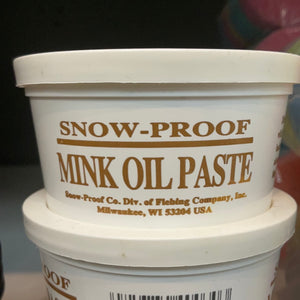 SNOW-PROOF
MINK OIL PASTE
Snow-Proof Co. Div. of Fiebing Company, Inc.
Milwaukee, WI 53204 USA